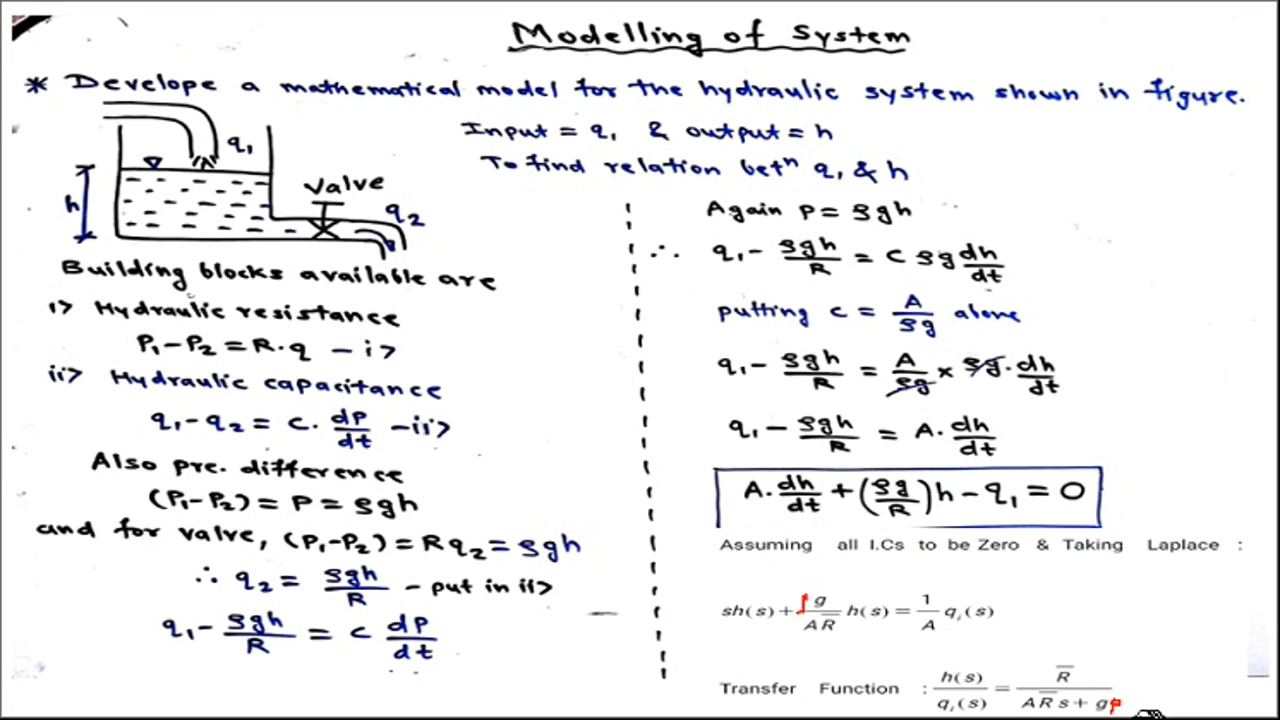 Modelling of System
* Develope a mathematical model for the hydraulic system shown in figure.
Input = q₁ & output = h
To find relation betⁿ q₁ & h
q₁
Valve
h
q₂
Building blocks available are
i> Hydraulic resistance
P₁ - P₂ = R·q - i>
ii> Hydraulic capacitance
q₁ - q₂ = C· dP/dt - ii>
Also pre. difference
(P₁ - P₂) = P = ρgh
and for valve, (P₁ - P₂) = Rq₂ = ρgh
∴ q₂ = ρgh/R - put in ii>
q₁ - ρgh/R = C dP/dt
Again P = ρgh
∴ q₁ - ρgh/R = C ρg dh/dt
putting C = A/ρg above
q₁ - ρgh/R = A/ρg × ρg· dh/dt
q₁ - ρgh/R = A· dh/dt
A· dh/dt + (ρg/R)h - q₁ = 0
Assuming all I.Cs to be Zero & Taking Laplace :
sh(s) + ρg/AR̅ h(s) = 1/A qᵢ(s)
Transfer Function : h(s)/qᵢ(s) = R̅/AR̅s + gρ